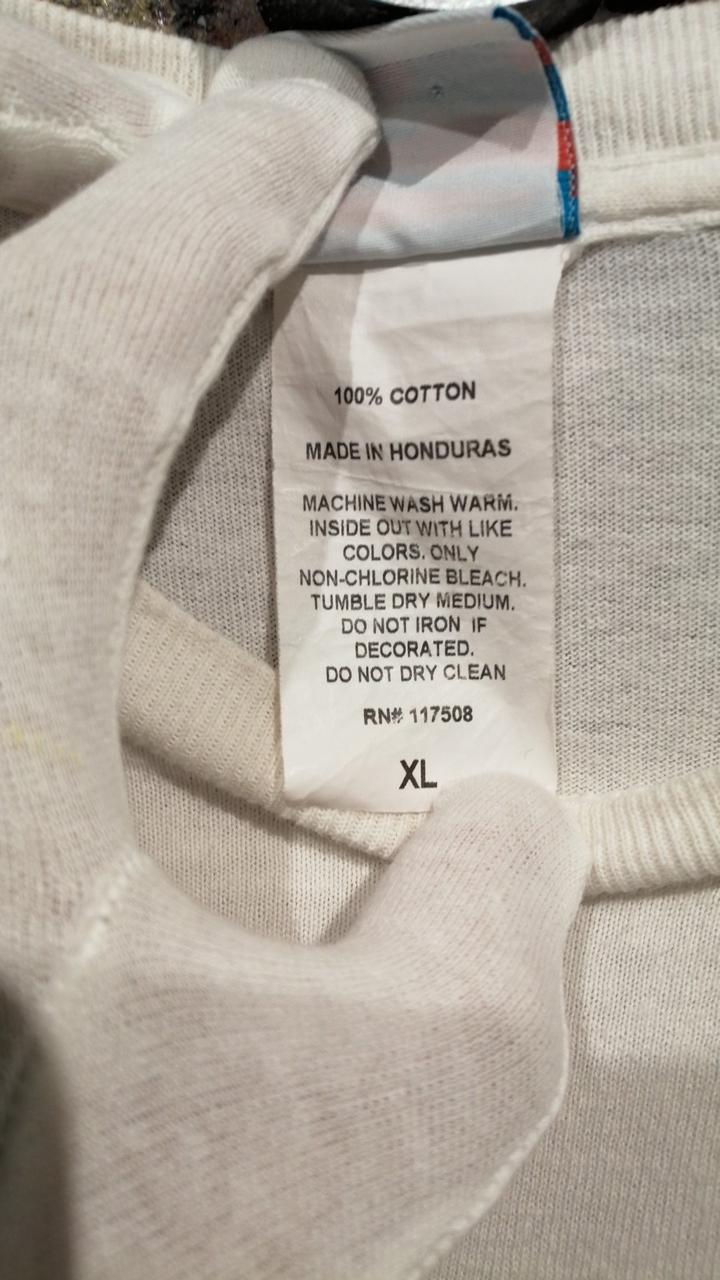 100% COTTON
MADE IN HONDURAS
MACHINE WASH WARM.
INSIDE OUT WITH LIKE
COLORS. ONLY
NON-CHLORINE BLEACH.
TUMBLE DRY MEDIUM.
DO NOT IRON IF
DECORATED.
DO NOT DRY CLEAN
RN# 117508
XL